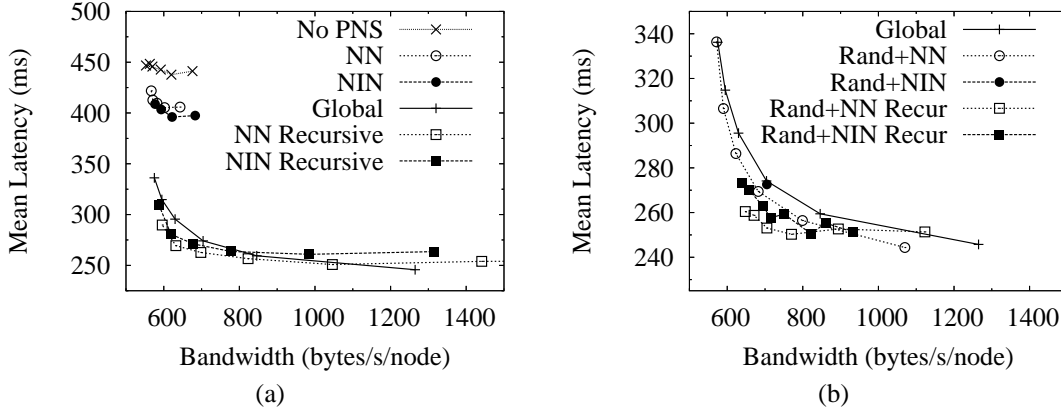 Mean Latency (ms)
500
450
400
350
300
250
No PNS
NN
NIN
Global
NN Recursive
NIN Recursive
600 800 1000 1200 1400
Bandwidth (bytes/s/node)
(a)
Mean Latency (ms)
340
320
300
280
260
240
Global
Rand+NN
Rand+NIN
Rand+NN Recur
Rand+NIN Recur
600 800 1000 1200 1400
Bandwidth (bytes/s/node)
(b)